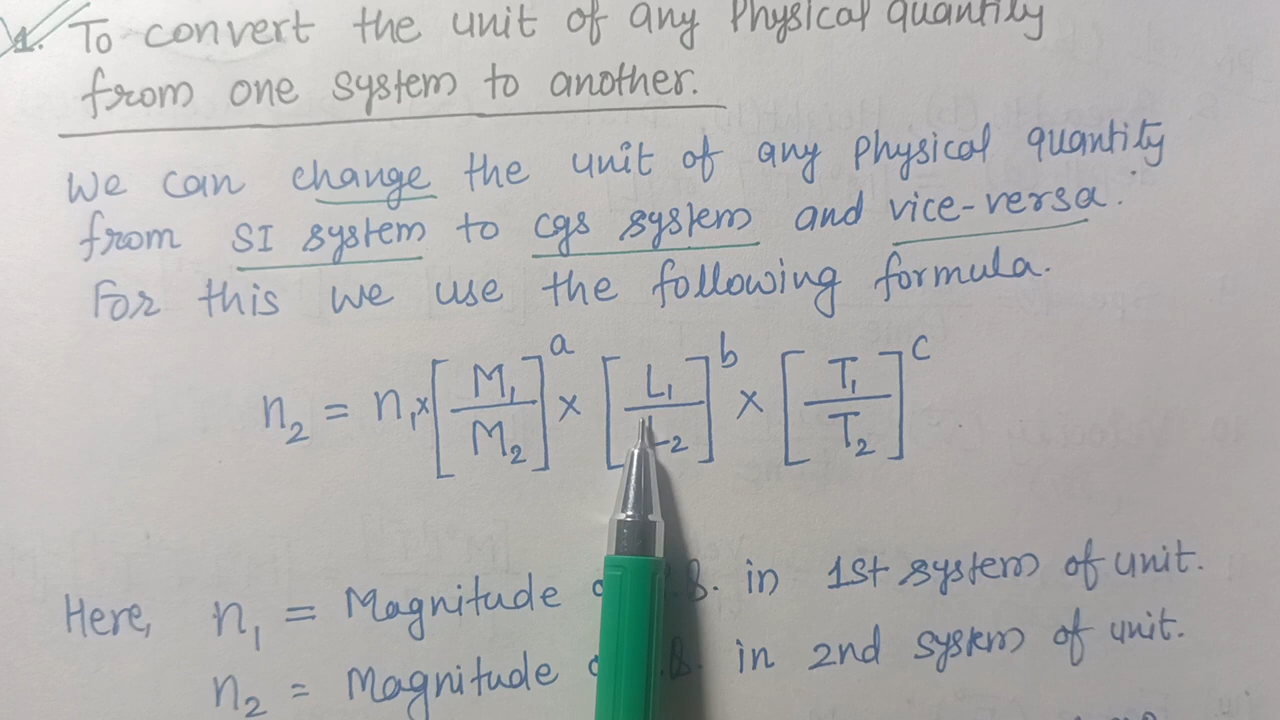 1. To convert the unit of any Physical quantity
from one system to another.
We can change the unit of any Physical quantity
from SI system to cgs system and vice-versa.
For this we use the following formula.
n₂ = n₁ × [M₁/M₂]ᵃ × [L₁/L₂]ᵇ × [T₁/T₂]ᶜ
Here, n₁ = Magnitude in 1st system of unit.
n₂ = Magnitude in 2nd system of unit.